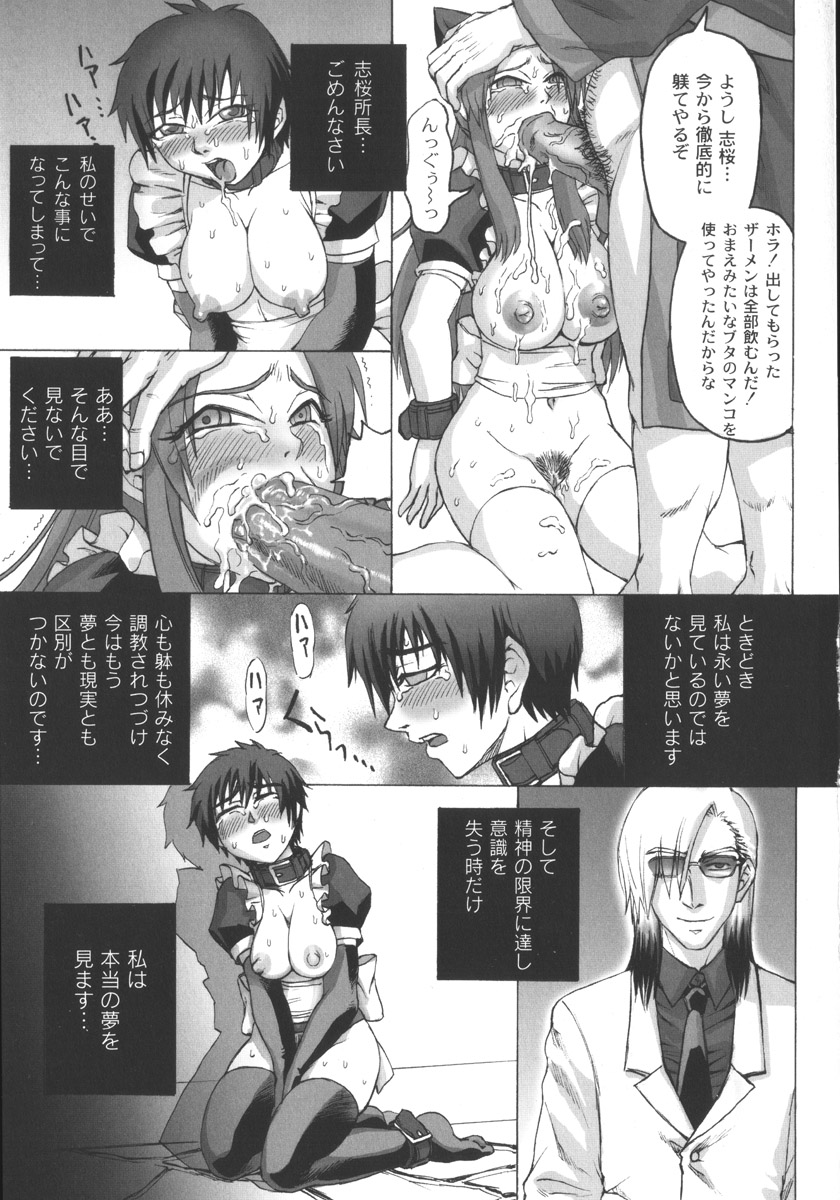 ようし 志桜…
今から徹底的に
躾てやるぞ
ホラ!出してもらった
ザーメンは全部飲むんだ!
おまえみたいなブタのマンコを
使ってやったんだからな
んっぐぅ〜っ
志桜所長…
ごめんなさい
ハァ…
ハァ…
私のせいで
こんな事に
なってしまって…
ああ…
そんな目で
見ないで
ください…
ときどき
私は永い夢を
見ているのでは
ないかと思います
ハァ
ハァ
くら…
心も躰も休みなく
調教されつづけ
今はもう
夢とも現実とも
区別が
つかないのです…
そして
精神の限界に達し
意識を
失う時だけ
私は
本当の夢を
見ます…